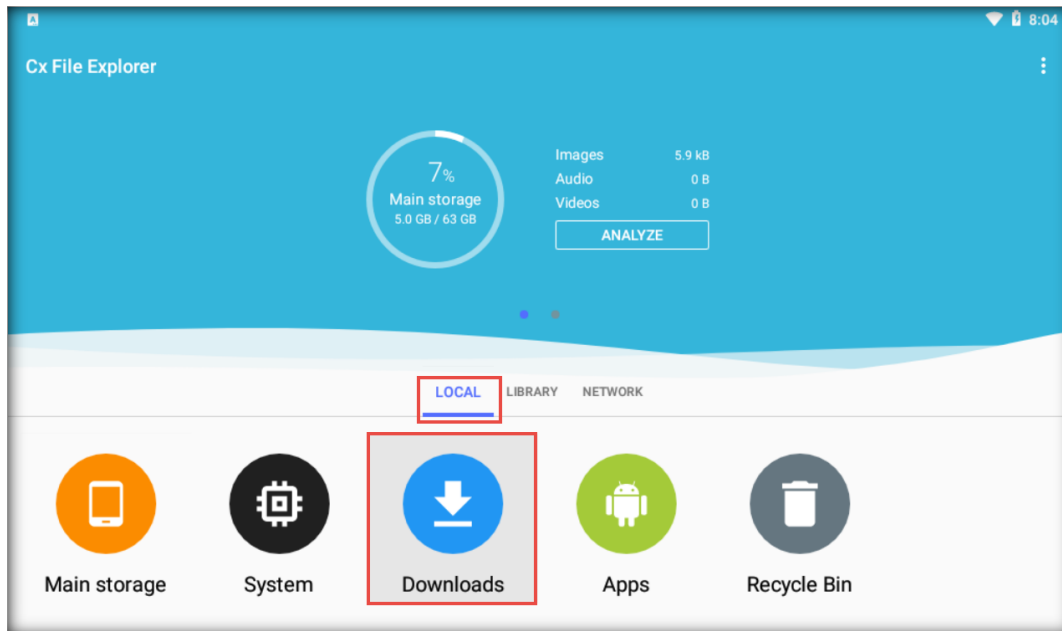 8:04
Cx File Explorer
7%
Main storage
5.0 GB / 63 GB
Images 5.9 kB
Audio 0 B
Videos 0 B
ANALYZE
LOCAL LIBRARY NETWORK
Main storage System Downloads Apps Recycle Bin